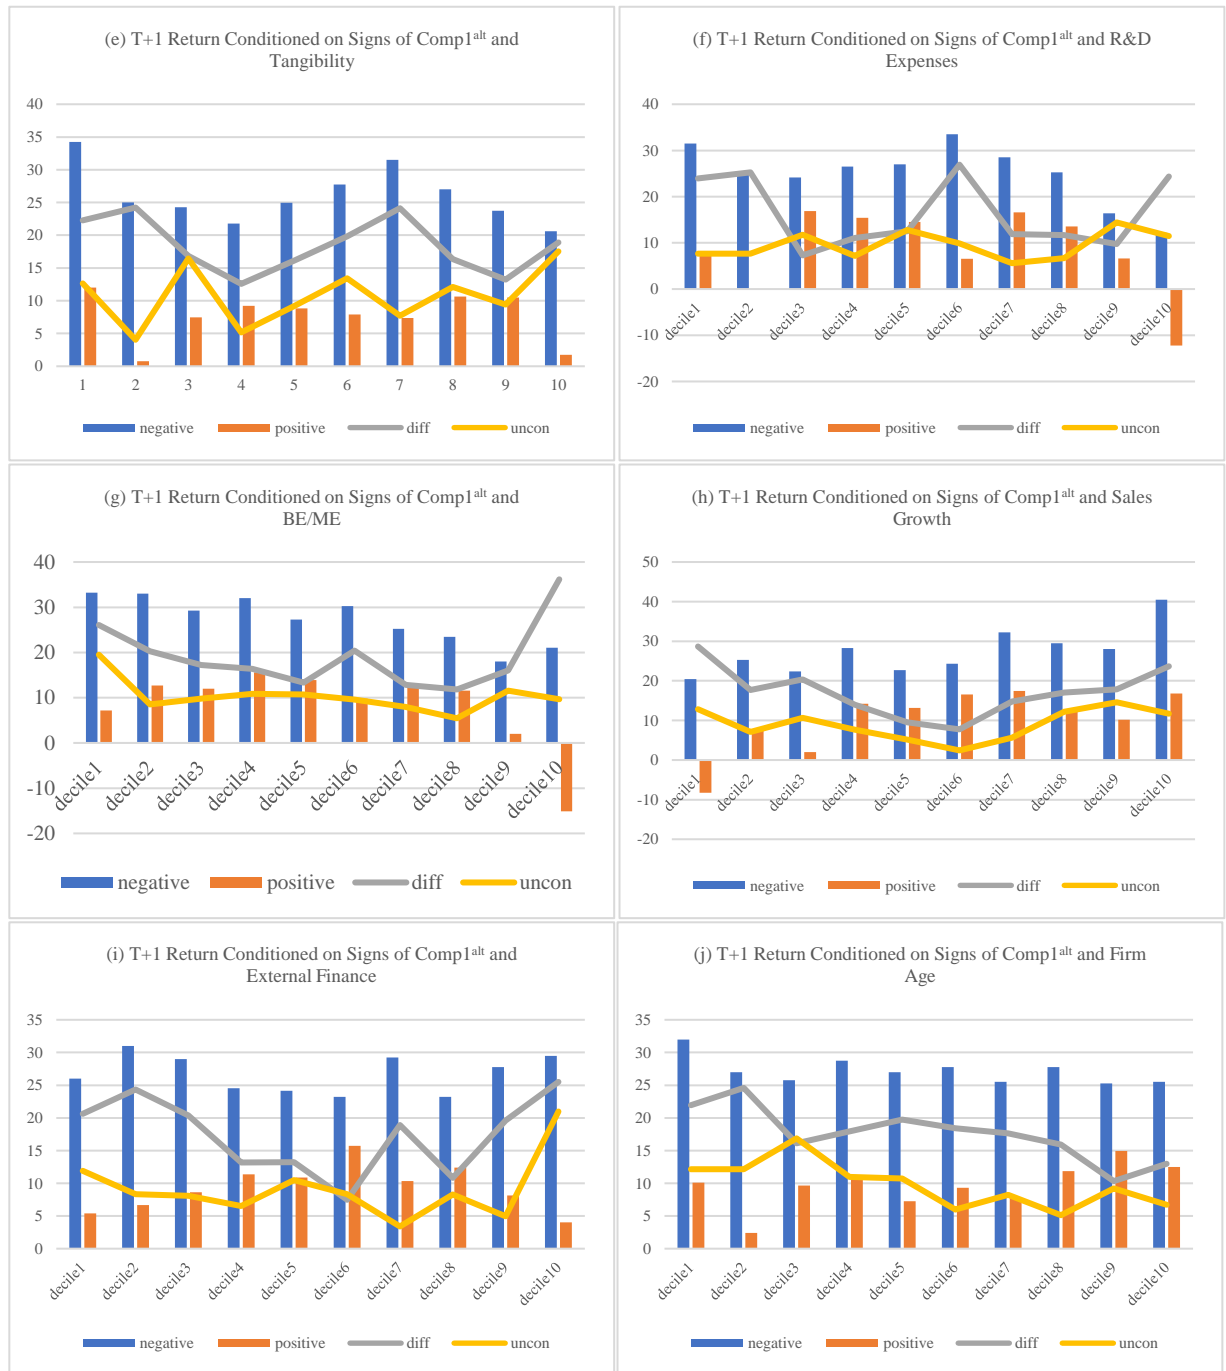 (e) T+1 Return Conditioned on Signs of Comp1alt and
Tangibility
40
35
30
25
20
15
10
5
0
1 2 3 4 5 6 7 8 9 10
negative positive diff uncon
(f) T+1 Return Conditioned on Signs of Comp1alt and R&D
Expenses
40
30
20
10
0
-10
-20
decile1 decile2 decile3 decile4 decile5 decile6 decile7 decile8 decile9 decile10
negative positive diff uncon
(g) T+1 Return Conditioned on Signs of Comp1alt and
BE/ME
40
30
20
10
0
-10
-20
decile1 decile2 decile3 decile4 decile5 decile6 decile7 decile8 decile9 decile10
negative positive diff uncon
(h) T+1 Return Conditioned on Signs of Comp1alt and Sales
Growth
50
40
30
20
10
0
-10
-20
decile1 decile2 decile3 decile4 decile5 decile6 decile7 decile8 decile9 decile10
negative positive diff uncon
(i) T+1 Return Conditioned on Signs of Comp1alt and
External Finance
35
30
25
20
15
10
5
0
decile1 decile2 decile3 decile4 decile5 decile6 decile7 decile8 decile9 decile10
negative positive diff uncon
(j) T+1 Return Conditioned on Signs of Comp1alt and Firm
Age
35
30
25
20
15
10
5
0
decile1 decile2 decile3 decile4 decile5 decile6 decile7 decile8 decile9 decile10
negative positive diff uncon